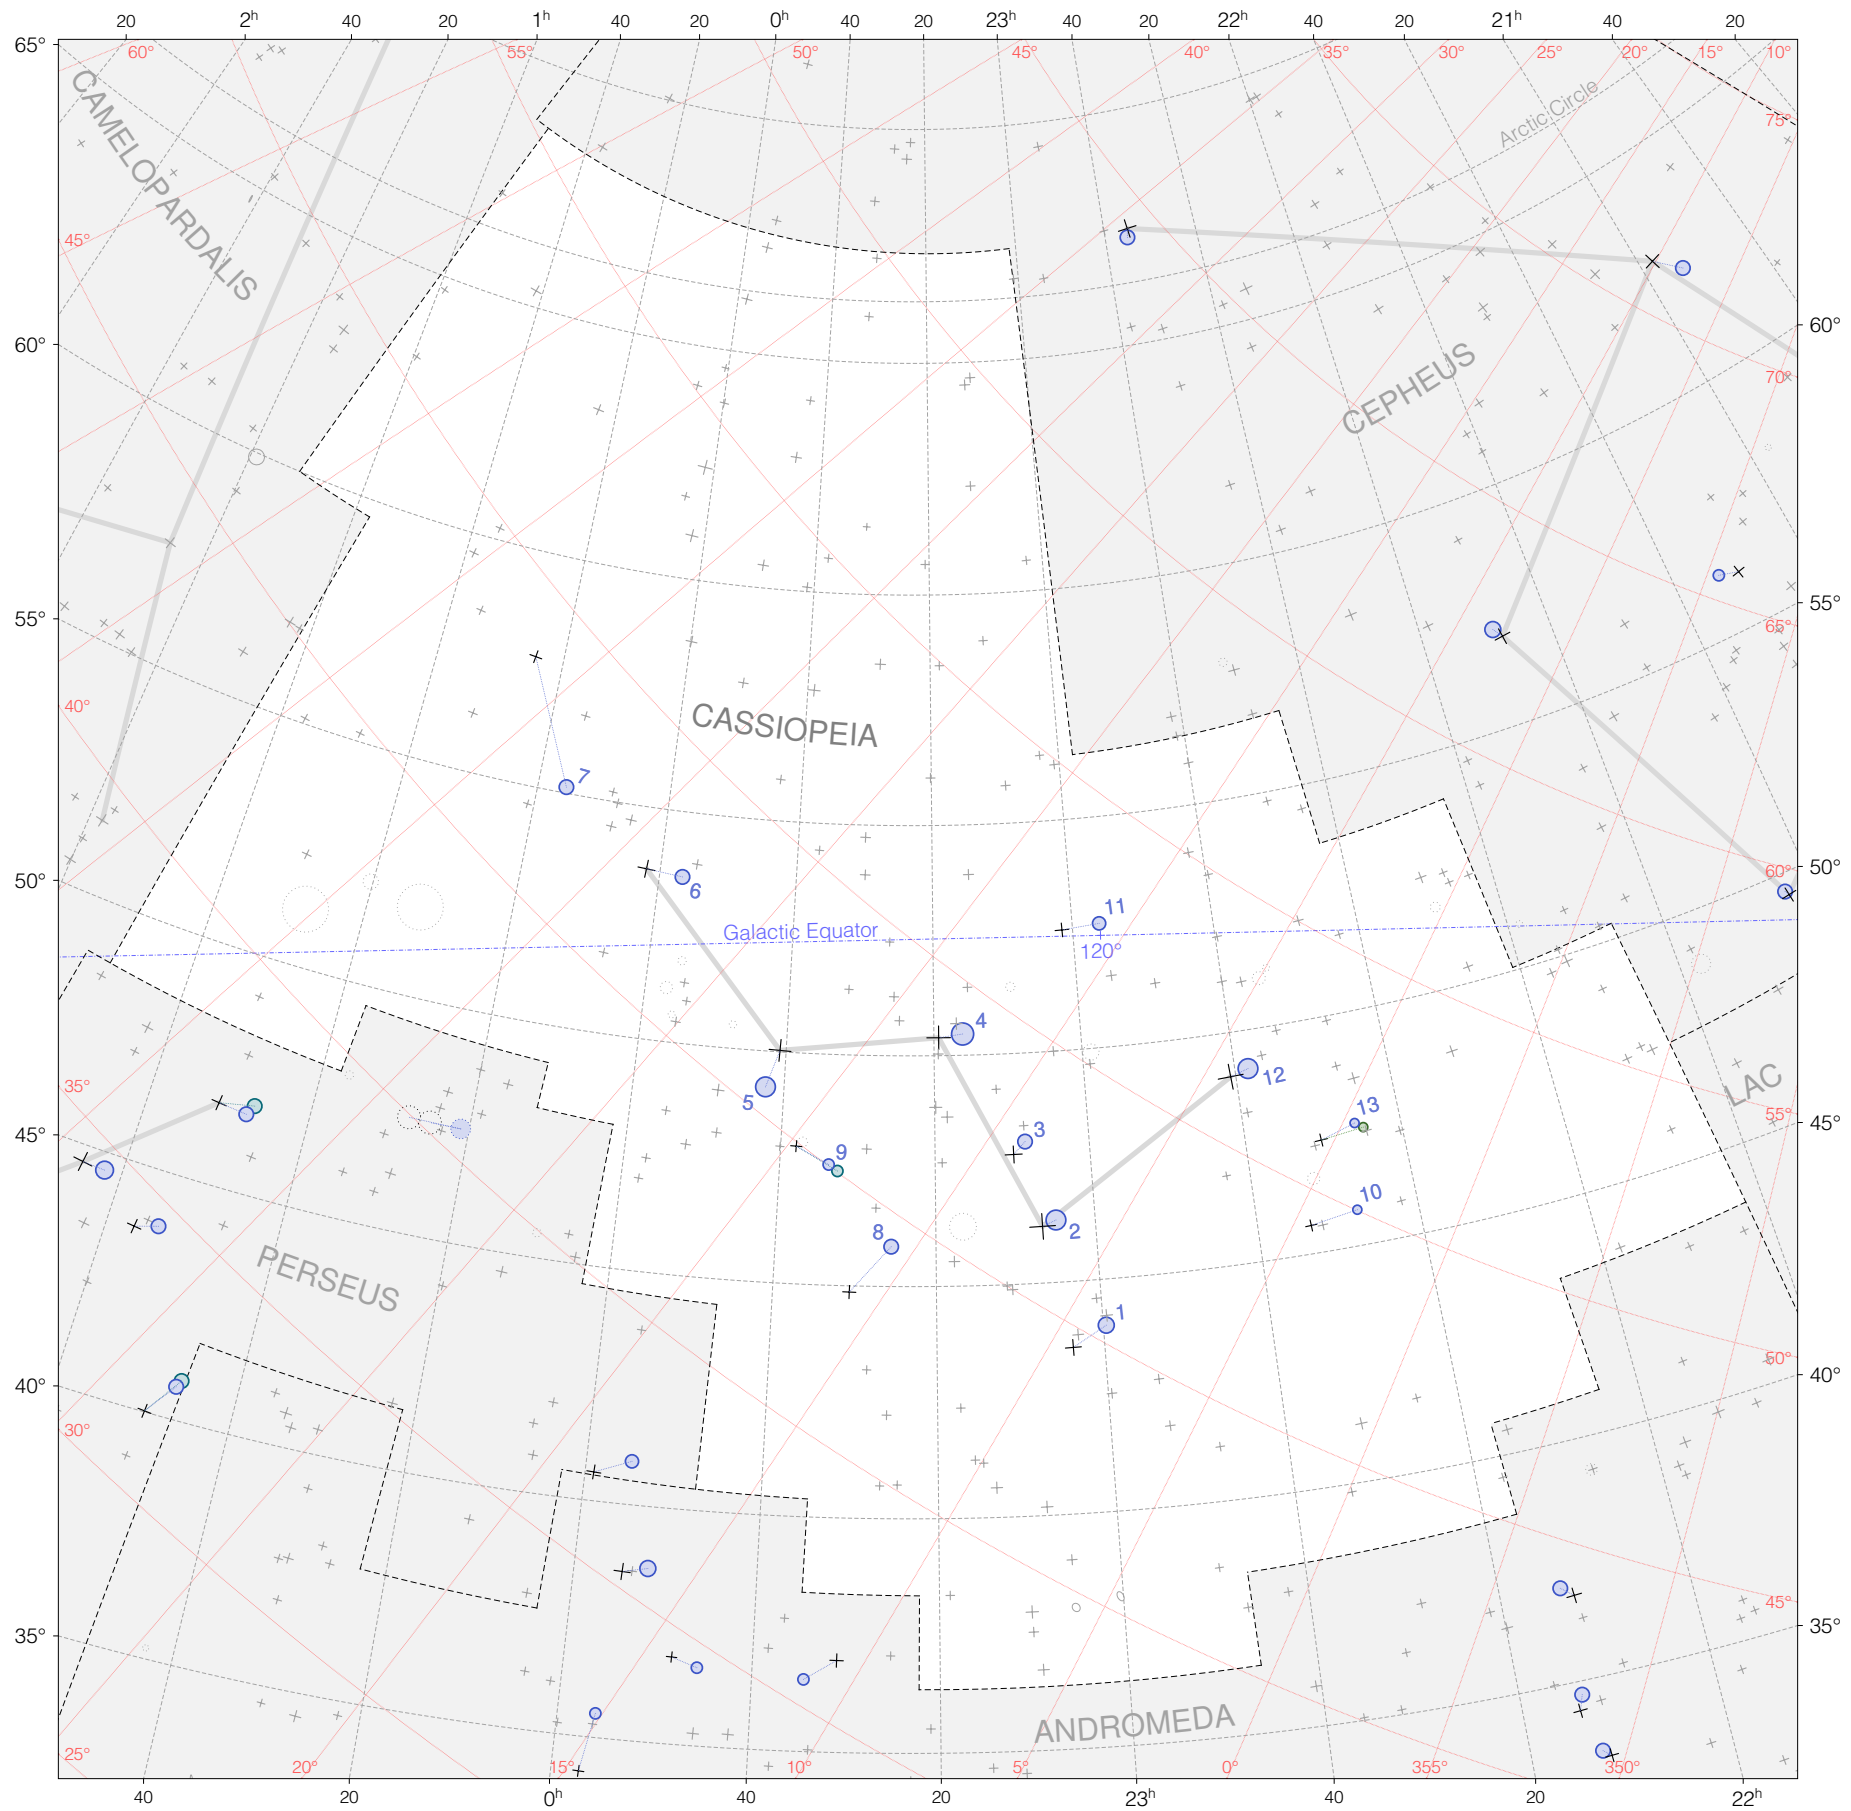 20 2h 40 20 1h 40 20 0h 40 20 23h 40 20 22h 40 20 21h 40 20
65° 60° 55° 50° 45° 40° 35° 30° 25° 20° 15° 10°
CAMELOPARDALIS
Arctic Circle
75°
45°
60° 60°
CEPHEUS
70°
55° 55°
65°
40°
CASSIOPEIA
7
50° 50°
60°
6
11
Galactic Equator
120°
4
35°
12
LAC
5
13
55°
3
45° 45°
9
10
8
2
PERSEUS
1
50°
40° 40°
30°
45°
35° 35°
ANDROMEDA
25° 20° 15° 10° 5° 0° 355° 350°
40 20 0h 40 20 23h 40 20 22h